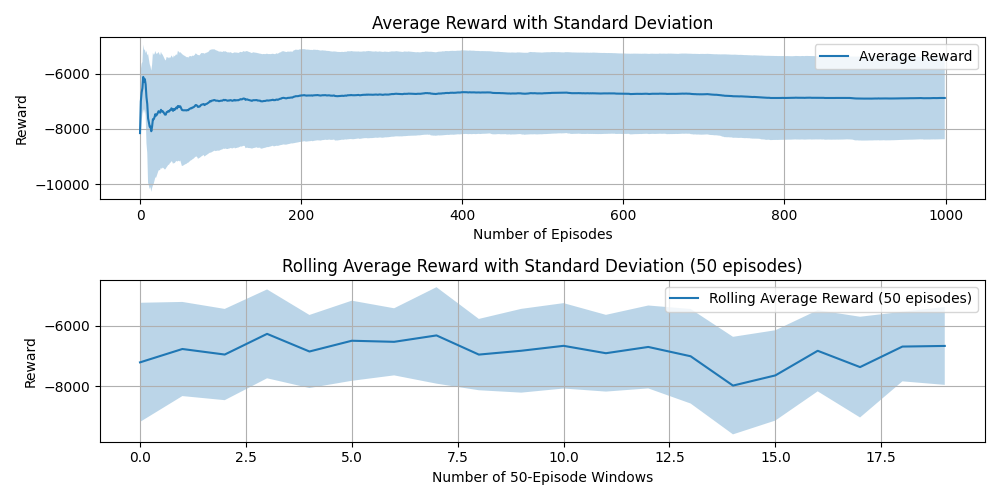 Average Reward with Standard Deviation
Average Reward
Reward
−6000
−8000
−10000
0 200 400 600 800 1000
Number of Episodes
Rolling Average Reward with Standard Deviation (50 episodes)
Rolling Average Reward (50 episodes)
Reward
−6000
−8000
0.0 2.5 5.0 7.5 10.0 12.5 15.0 17.5
Number of 50-Episode Windows